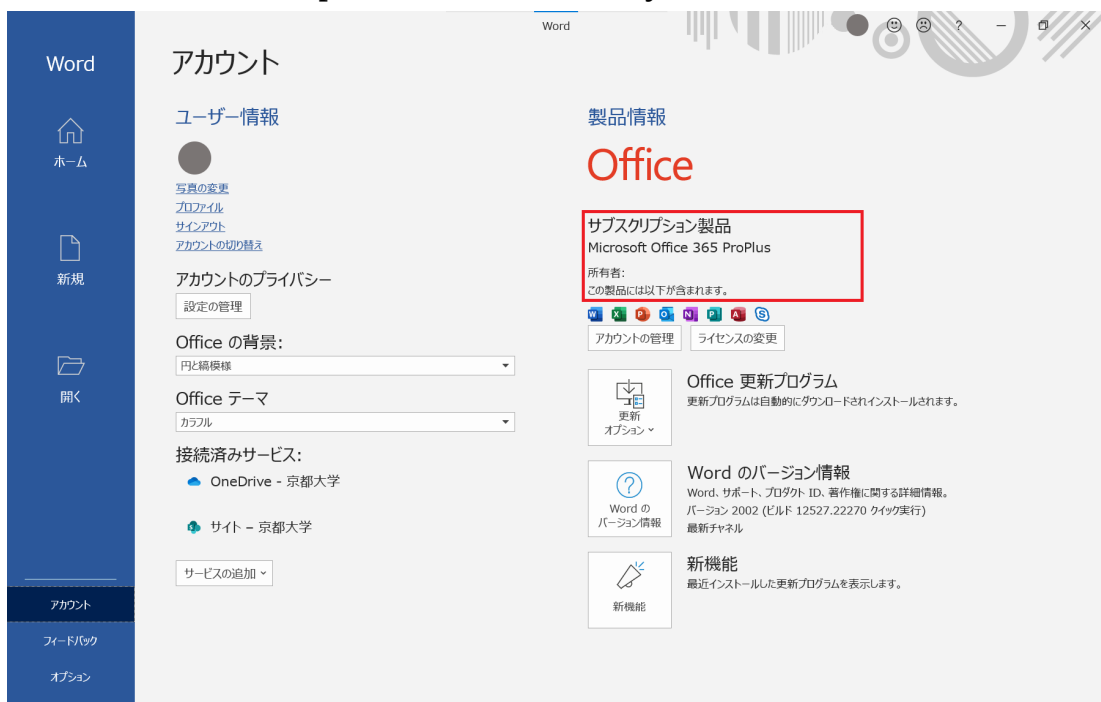 Word
Word
ホーム
新規
開く
アカウント
フィードバック
オプション
アカウント
ユーザー情報
写真の変更
プロファイル
サインアウト
アカウントの切り替え
アカウントのプライバシー
設定の管理
Office の背景:
円と縞模様
Office テーマ
カラフル
接続済みサービス:
OneDrive - 京都大学
サイト – 京都大学
サービスの追加
製品情報
Office
サブスクリプション製品
Microsoft Office 365 ProPlus
所有者:
この製品には以下が含まれます。
アカウントの管理
ライセンスの変更
更新
オプション
Office 更新プログラム
更新プログラムは自動的にダウンロードされインストールされます。
Word の
バージョン情報
Word のバージョン情報
Word、サポート、プロダクト ID、著作権に関する詳細情報。
バージョン 2002 (ビルド 12527.22270 クイック実行)
最新チャネル
新機能
新機能
最近インストールした更新プログラムを表示します。